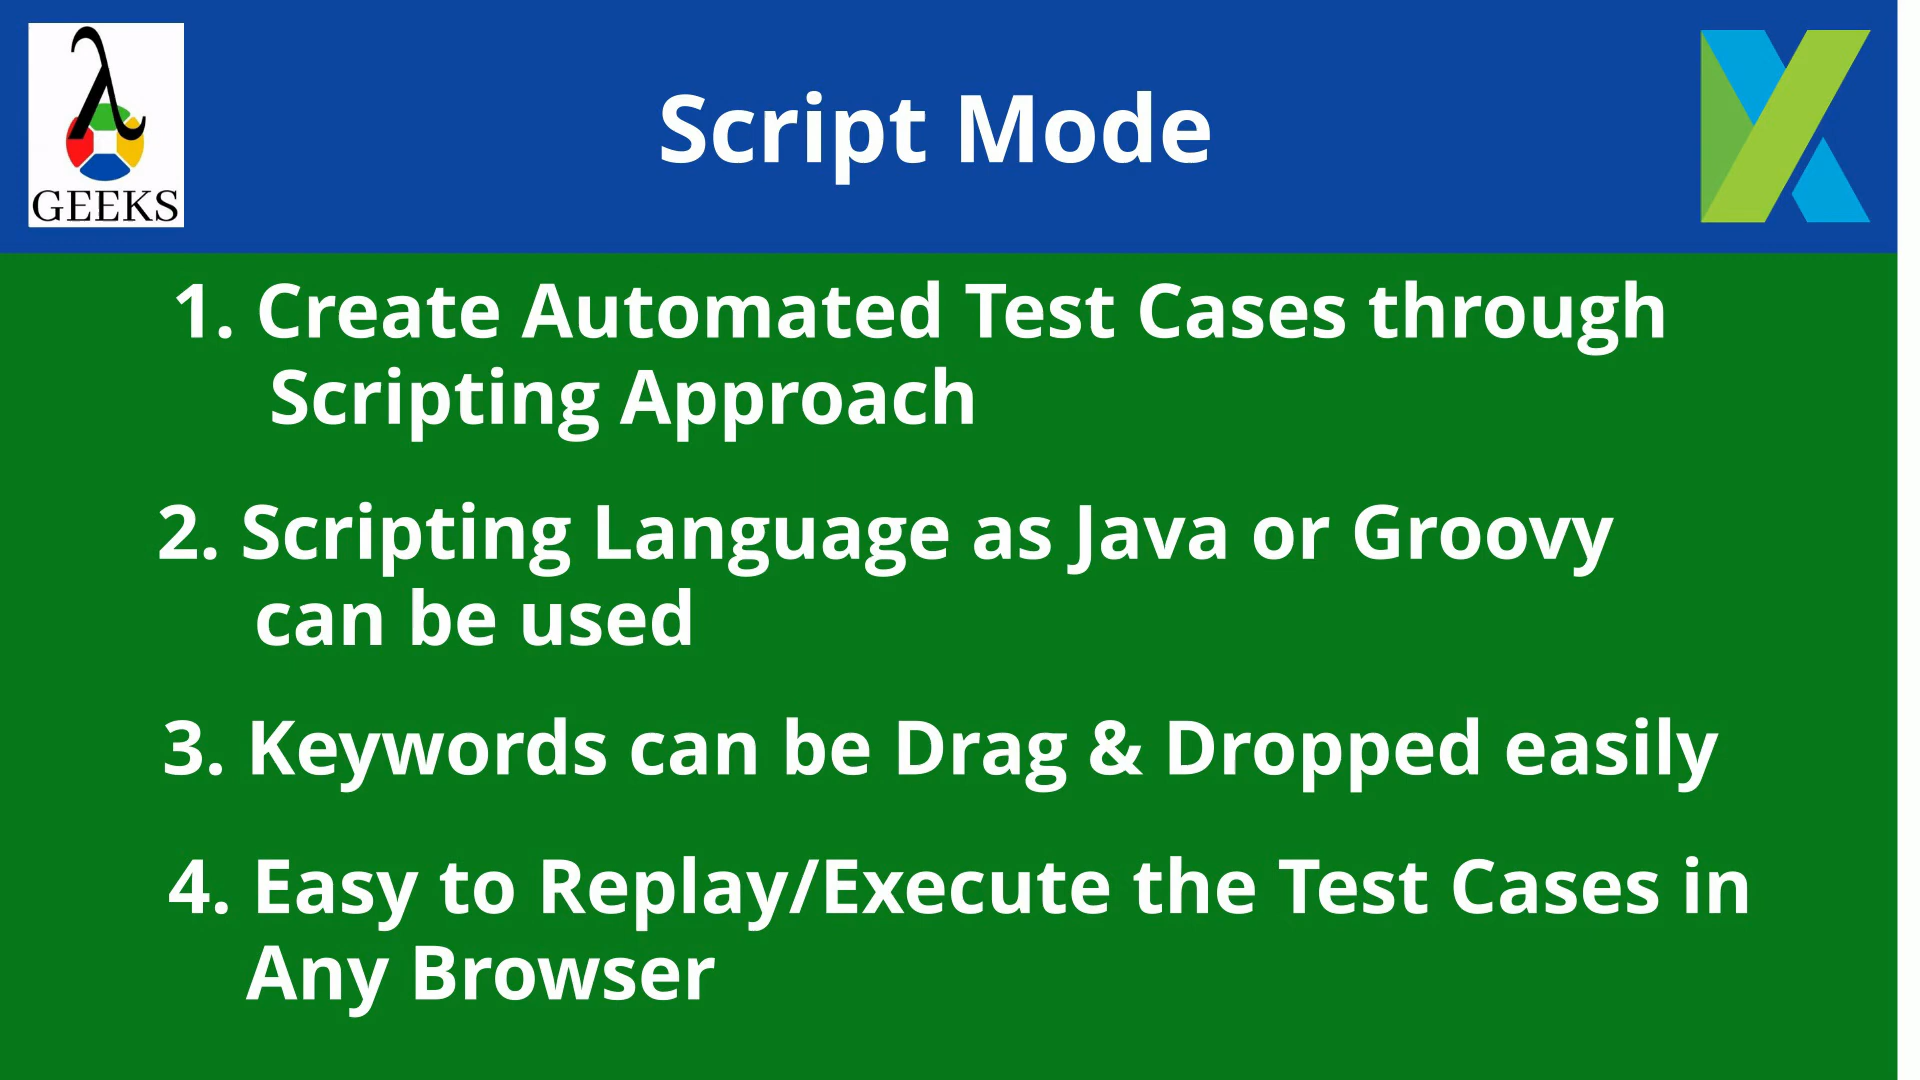 GEEKS
Script Mode
1. Create Automated Test Cases through
Scripting Approach
2. Scripting Language as Java or Groovy
can be used
3. Keywords can be Drag & Dropped easily
4. Easy to Replay/Execute the Test Cases in
Any Browser